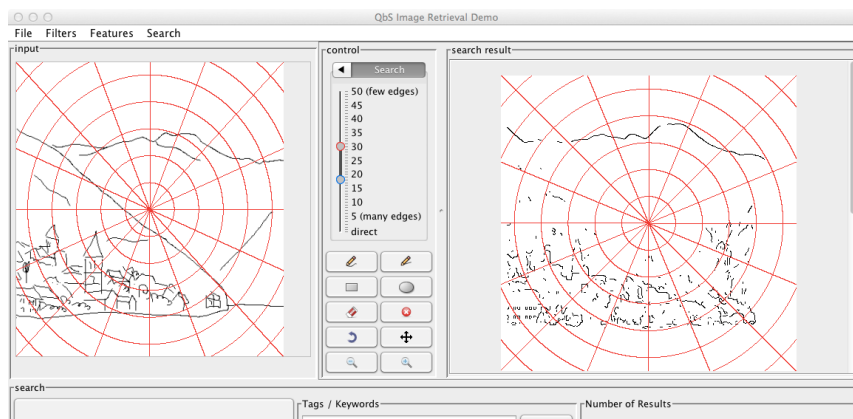 QbS Image Retrieval Demo
File Filters Features Search
input
control
search result
Search
50 (few edges)
45
40
35
30
25
20
15
10
5 (many edges)
direct
search
Tags / Keywords
Number of Results